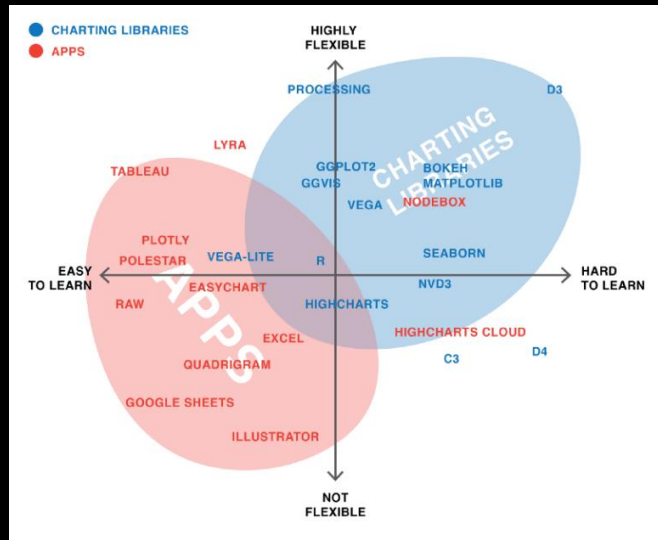 CHARTING LIBRARIES
APPS
HIGHLY
FLEXIBLE
PROCESSING
D3
LYRA
CHARTING
LIBRARIES
TABLEAU
GGPLOT2
BOKEH
GGVIS
MATPLOTLIB
VEGA
NODEBOX
PLOTLY
VEGA-LITE
R
SEABORN
POLESTAR
EASY
TO LEARN
HARD
TO LEARN
EASYCHART
NVD3
RAW
HIGHCHARTS
APPS
EXCEL
HIGHCHARTS CLOUD
QUADRIGRAM
C3
D4
GOOGLE SHEETS
ILLUSTRATOR
NOT
FLEXIBLE